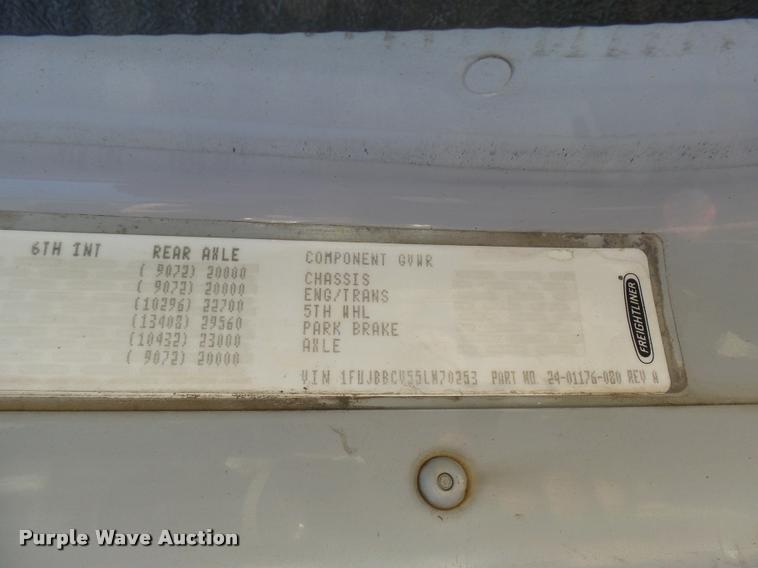 6TH INT REAR AXLE COMPONENT GVWR
( 9072) 20000 CHASSIS
( 9072) 20000 ENG/TRANS
(10296) 22700 5TH WHL
(13408) 29560 PARK BRAKE
(10432) 23000 AXLE
( 9072) 20000
VIN 1FUJBBCV55LN70253 PART NO. 24-01176-080 REV A
FREIGHTLINER
Purple Wave Auction